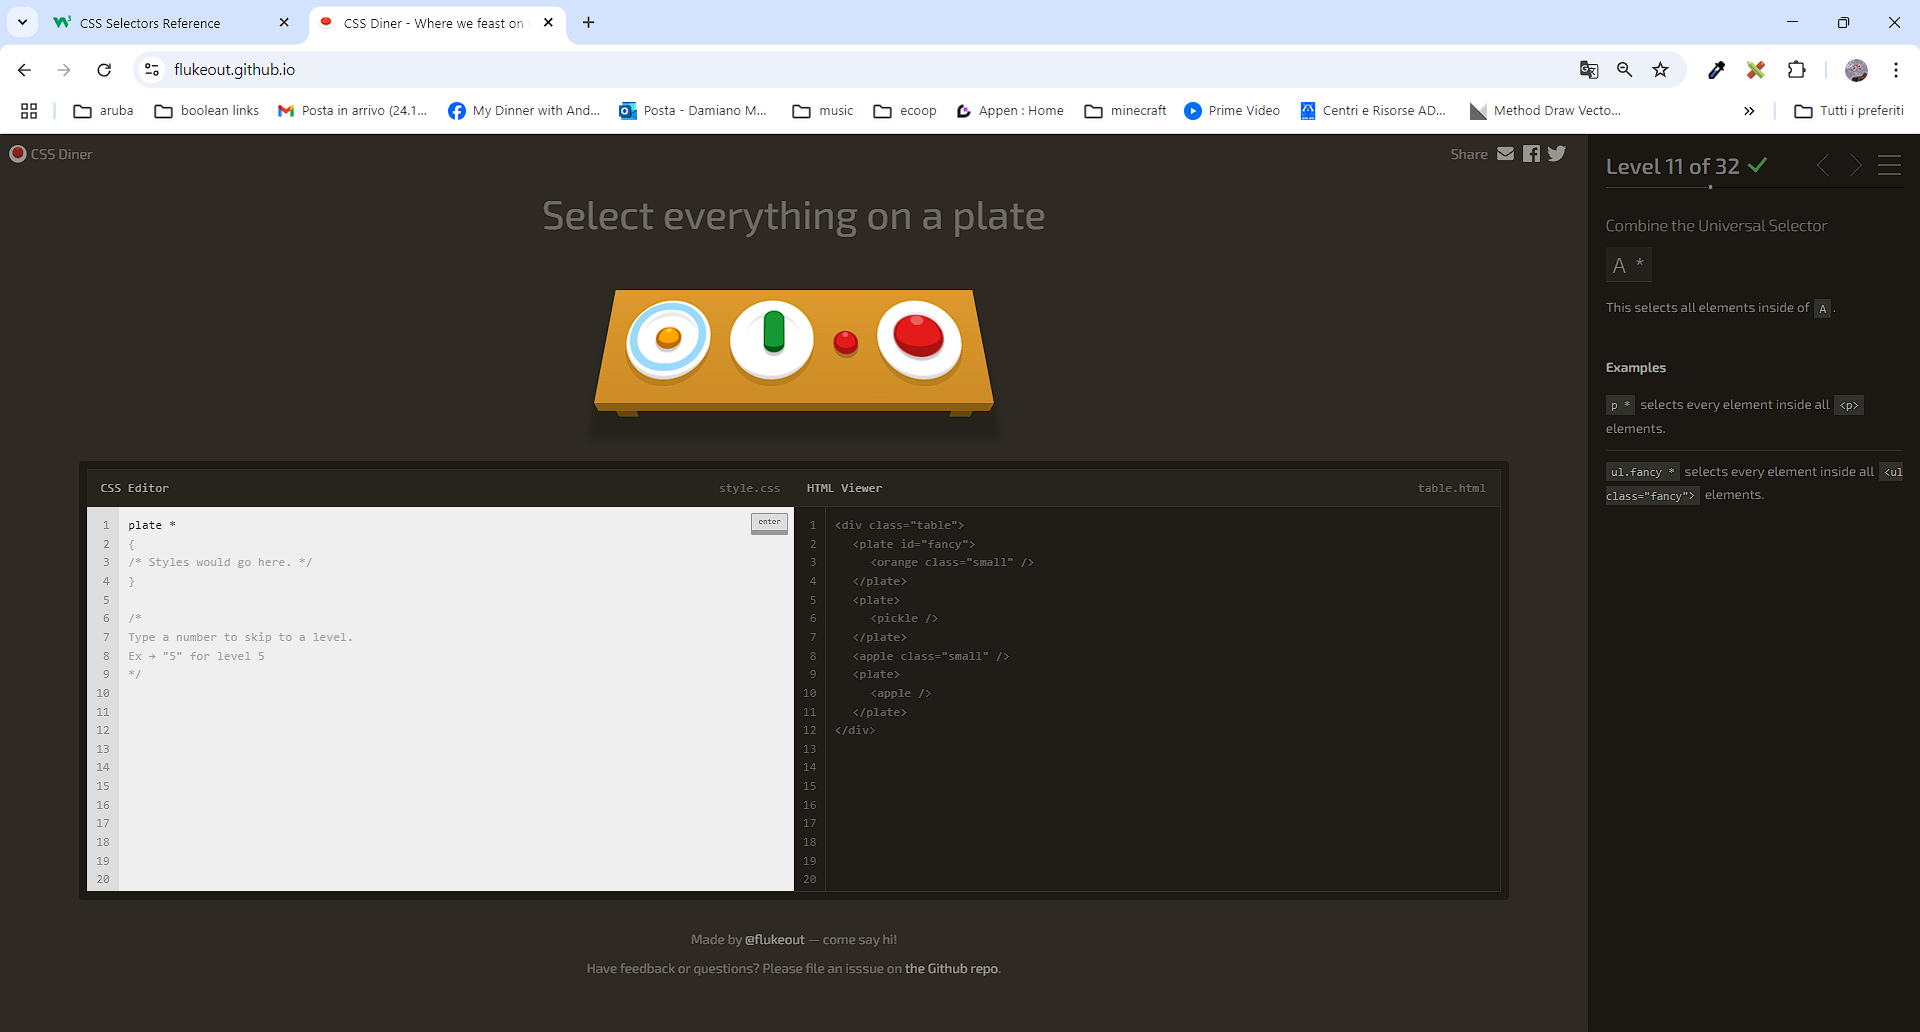 CSS Selectors Reference
CSS Diner - Where we feast on
flukeout.github.io
aruba
boolean links
Posta in arrivo (24.1...
My Dinner with And...
Posta - Damiano M...
music
ecoop
Appen : Home
minecraft
Prime Video
Centri e Risorse AD...
Method Draw Vecto...
»
Tutti i preferiti
CSS Diner
Share
Select everything on a plate
CSS Editor
style.css
1 plate *
2 {
3 /* Styles would go here. */
4 }
5
6 /*
7 Type a number to skip to a level.
8 Ex → "5" for level 5
9 */
10
11
12
13
14
15
16
17
18
19
20
enter
HTML Viewer
table.html
1 <div class="table">
2 <plate id="fancy">
3 <orange class="small" />
4 </plate>
5 <plate>
6 <pickle />
7 </plate>
8 <apple class="small" />
9 <plate>
10 <apple />
11 </plate>
12 </div>
13
14
15
16
17
18
19
20
Made by @flukeout — come say hi!
Have feedback or questions? Please file an isssue on the Github repo.
Level 11 of 32
Combine the Universal Selector
A *
This selects all elements inside of A .
Examples
p * selects every element inside all <p>
elements.
ul.fancy * selects every element inside all <ul
class="fancy"> elements.